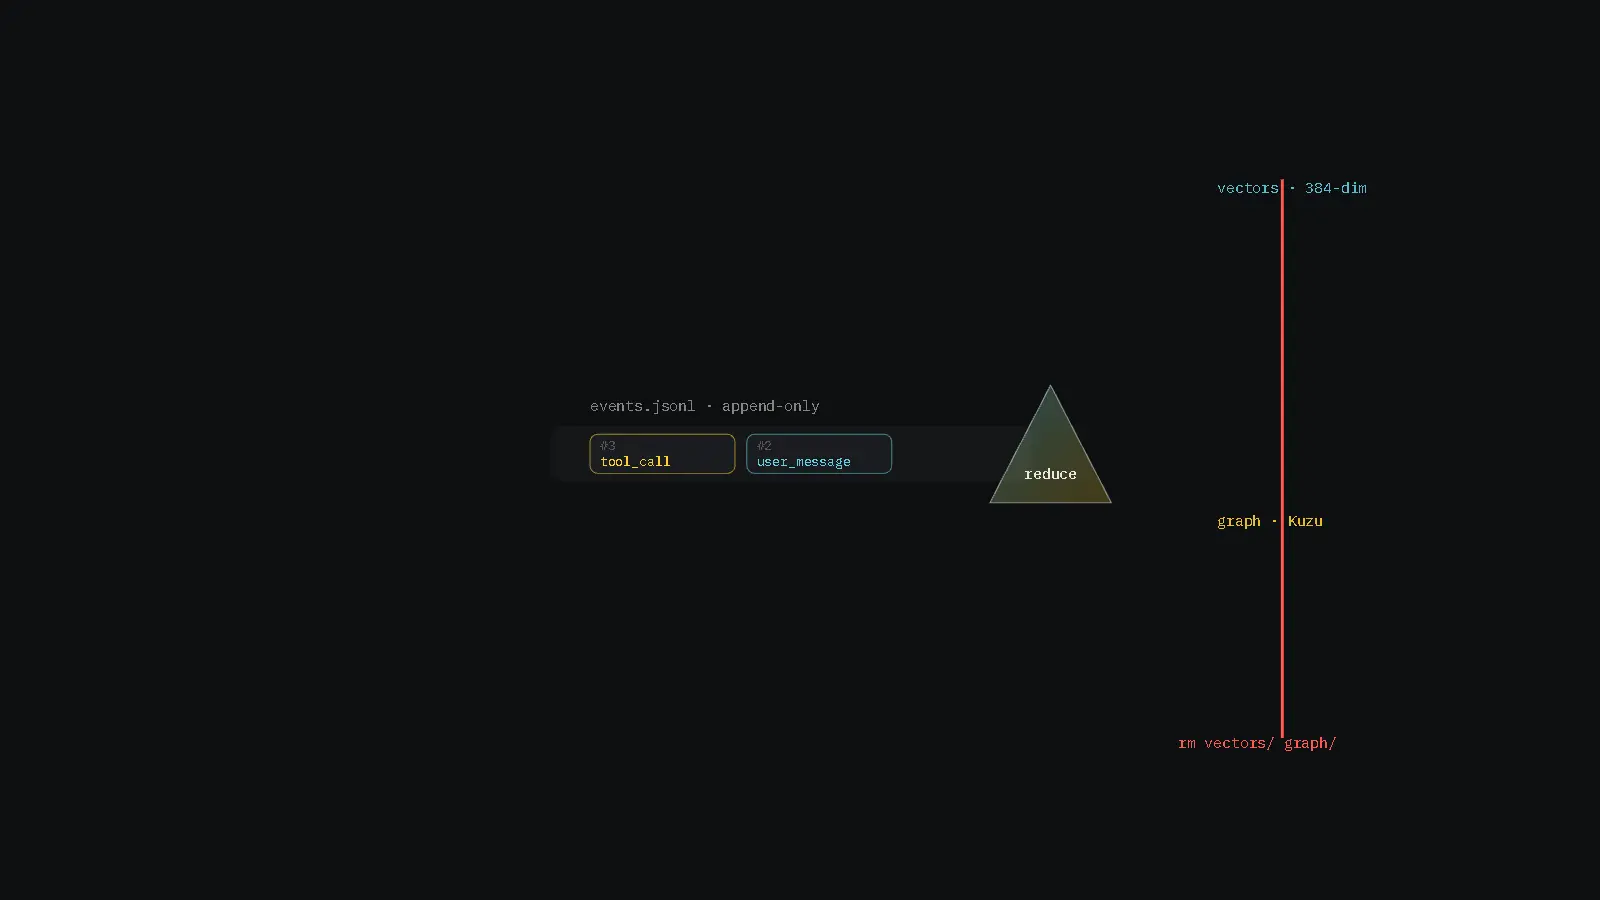 vectors · 384-dim
events.jsonl · append-only
#3
tool_call
#2
user_message
reduce
graph · Kuzu
rm vectors/ graph/